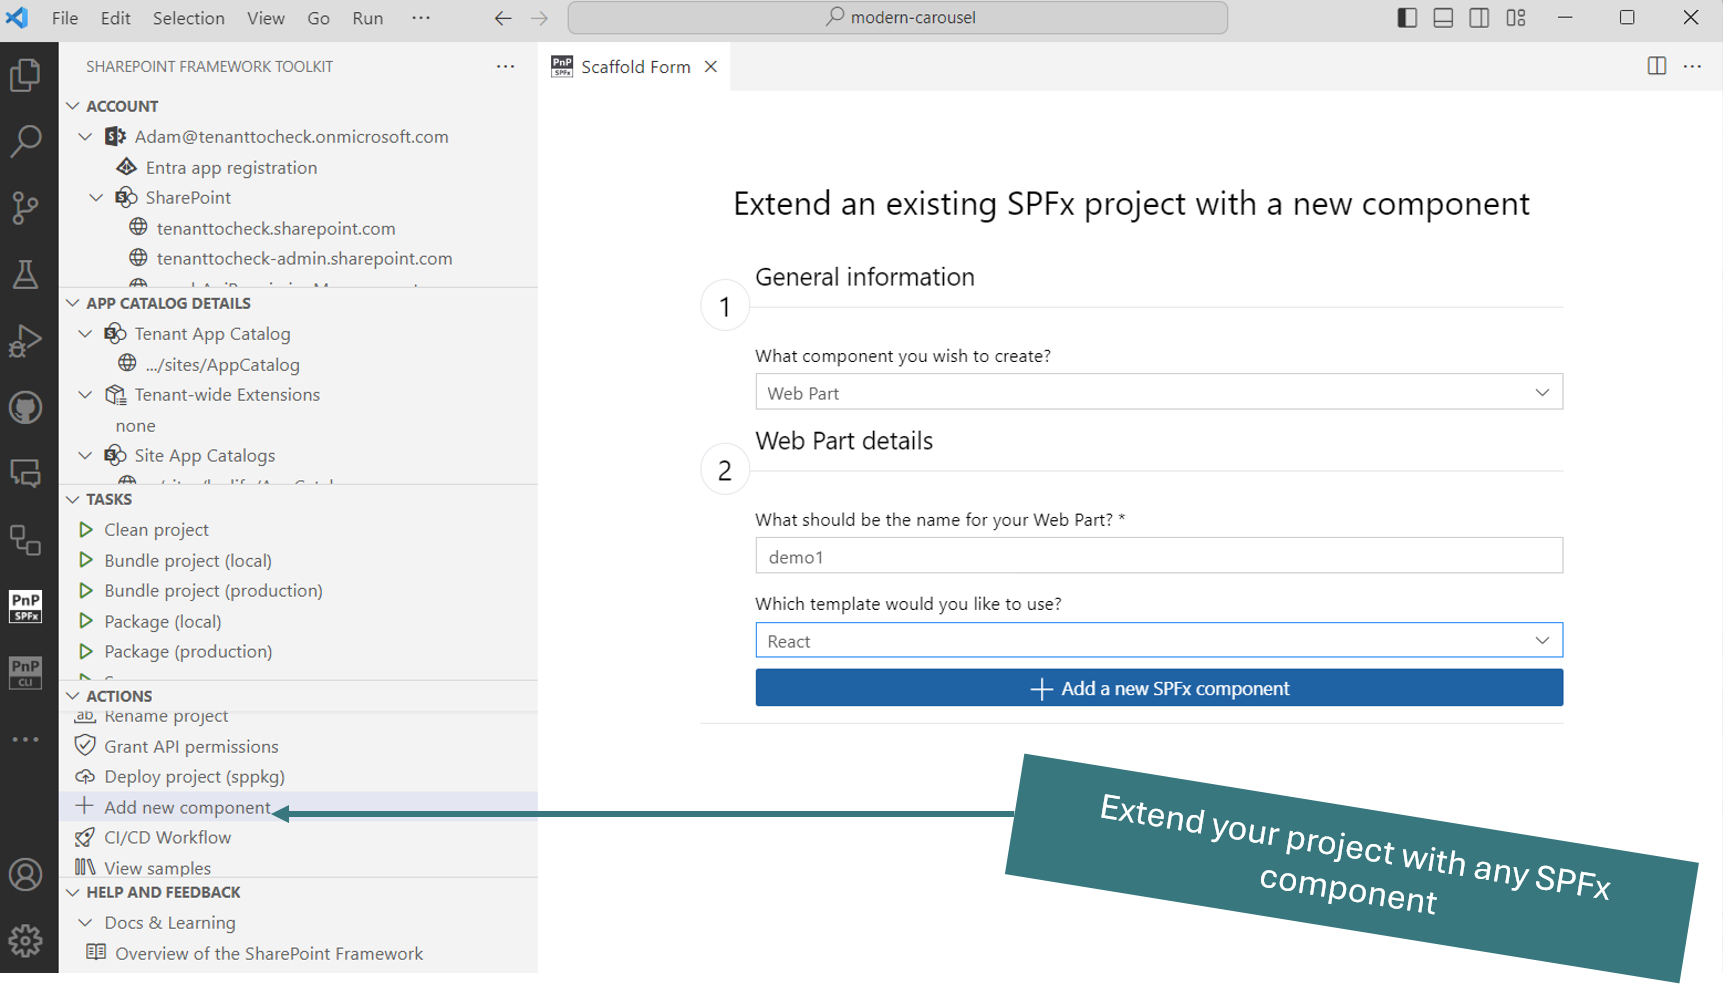 File Edit Selection View Go Run ...
modern-carousel
SHAREPOINT FRAMEWORK TOOLKIT
PnP SPFx Scaffold Form
ACCOUNT
Adam@tenanttocheck.onmicrosoft.com
Entra app registration
SharePoint
tenanttocheck.sharepoint.com
tenanttocheck-admin.sharepoint.com
APP CATALOG DETAILS
Tenant App Catalog
.../sites/AppCatalog
Tenant-wide Extensions
none
Site App Catalogs
TASKS
Clean project
Bundle project (local)
Bundle project (production)
Package (local)
Package (production)
ACTIONS
Rename project
Grant API permissions
Deploy project (sppkg)
Add new component
CI/CD Workflow
View samples
HELP AND FEEDBACK
Docs & Learning
Overview of the SharePoint Framework
PnP
SPFx
PnP
CLI
Extend an existing SPFx project with a new component
1
General information
What component you wish to create?
Web Part
2
Web Part details
What should be the name for your Web Part? *
demo1
Which template would you like to use?
React
Add a new SPFx component
Extend your project with any SPFx
component